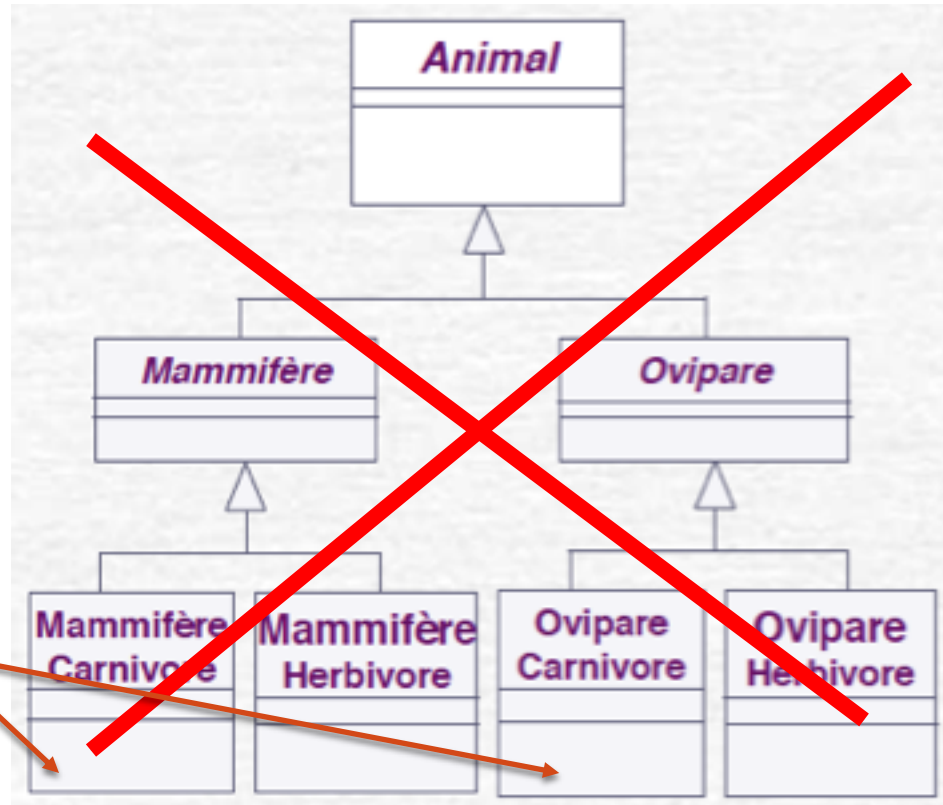 Animal
Mammifère
Ovipare
Mammifère
Carnivore
Mammifère
Herbivore
Ovipare
Carnivore
Ovipare
Herbivore